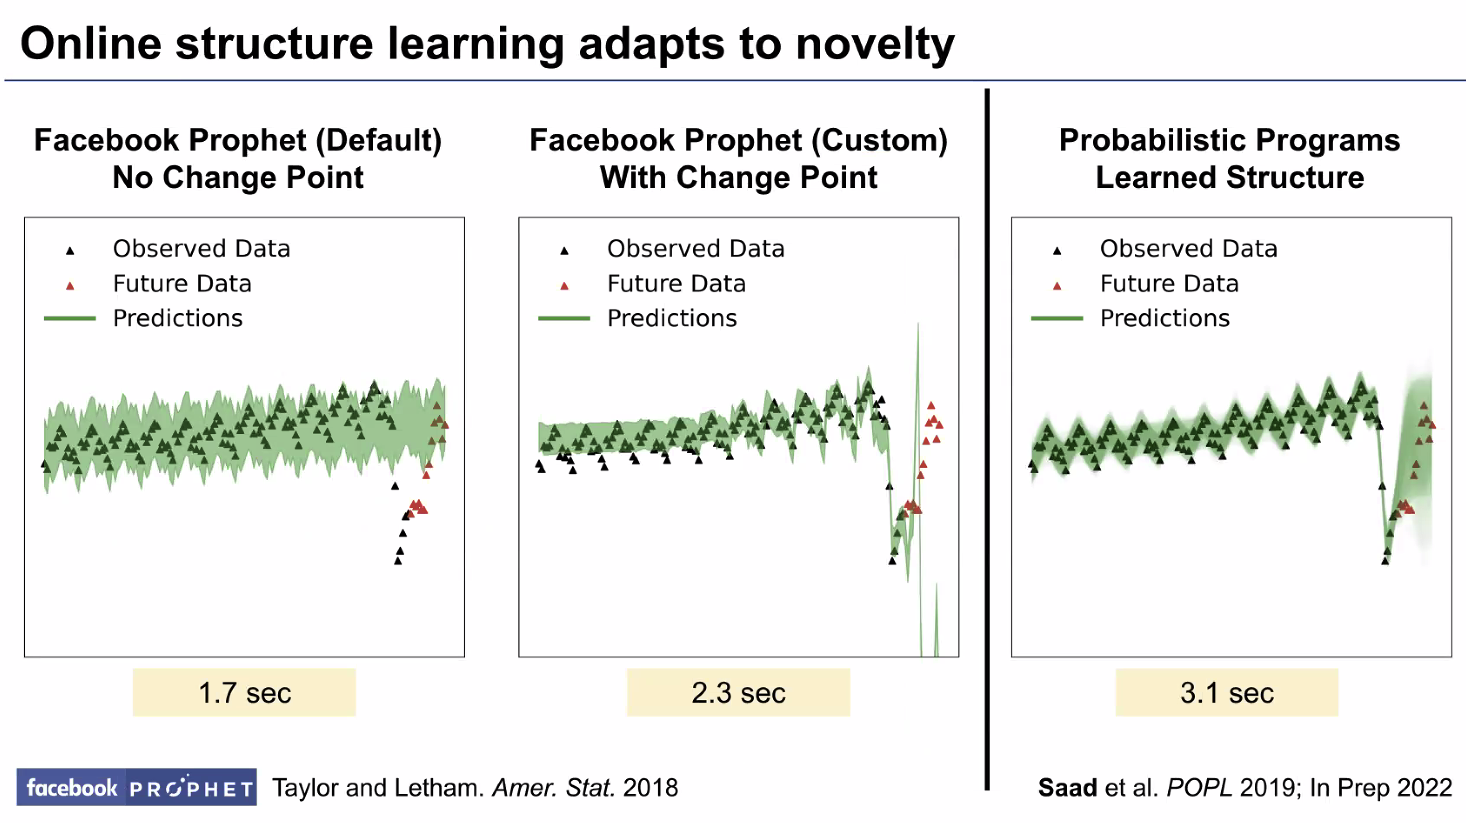 Online structure learning adapts to novelty
Facebook Prophet (Default)
No Change Point
Observed Data
Future Data
Predictions
1.7 sec
Facebook Prophet (Custom)
With Change Point
Observed Data
Future Data
Predictions
2.3 sec
Probabilistic Programs
Learned Structure
Observed Data
Future Data
Predictions
3.1 sec
facebook PROPHET
Taylor and Letham. Amer. Stat. 2018
Saad et al. POPL 2019; In Prep 2022